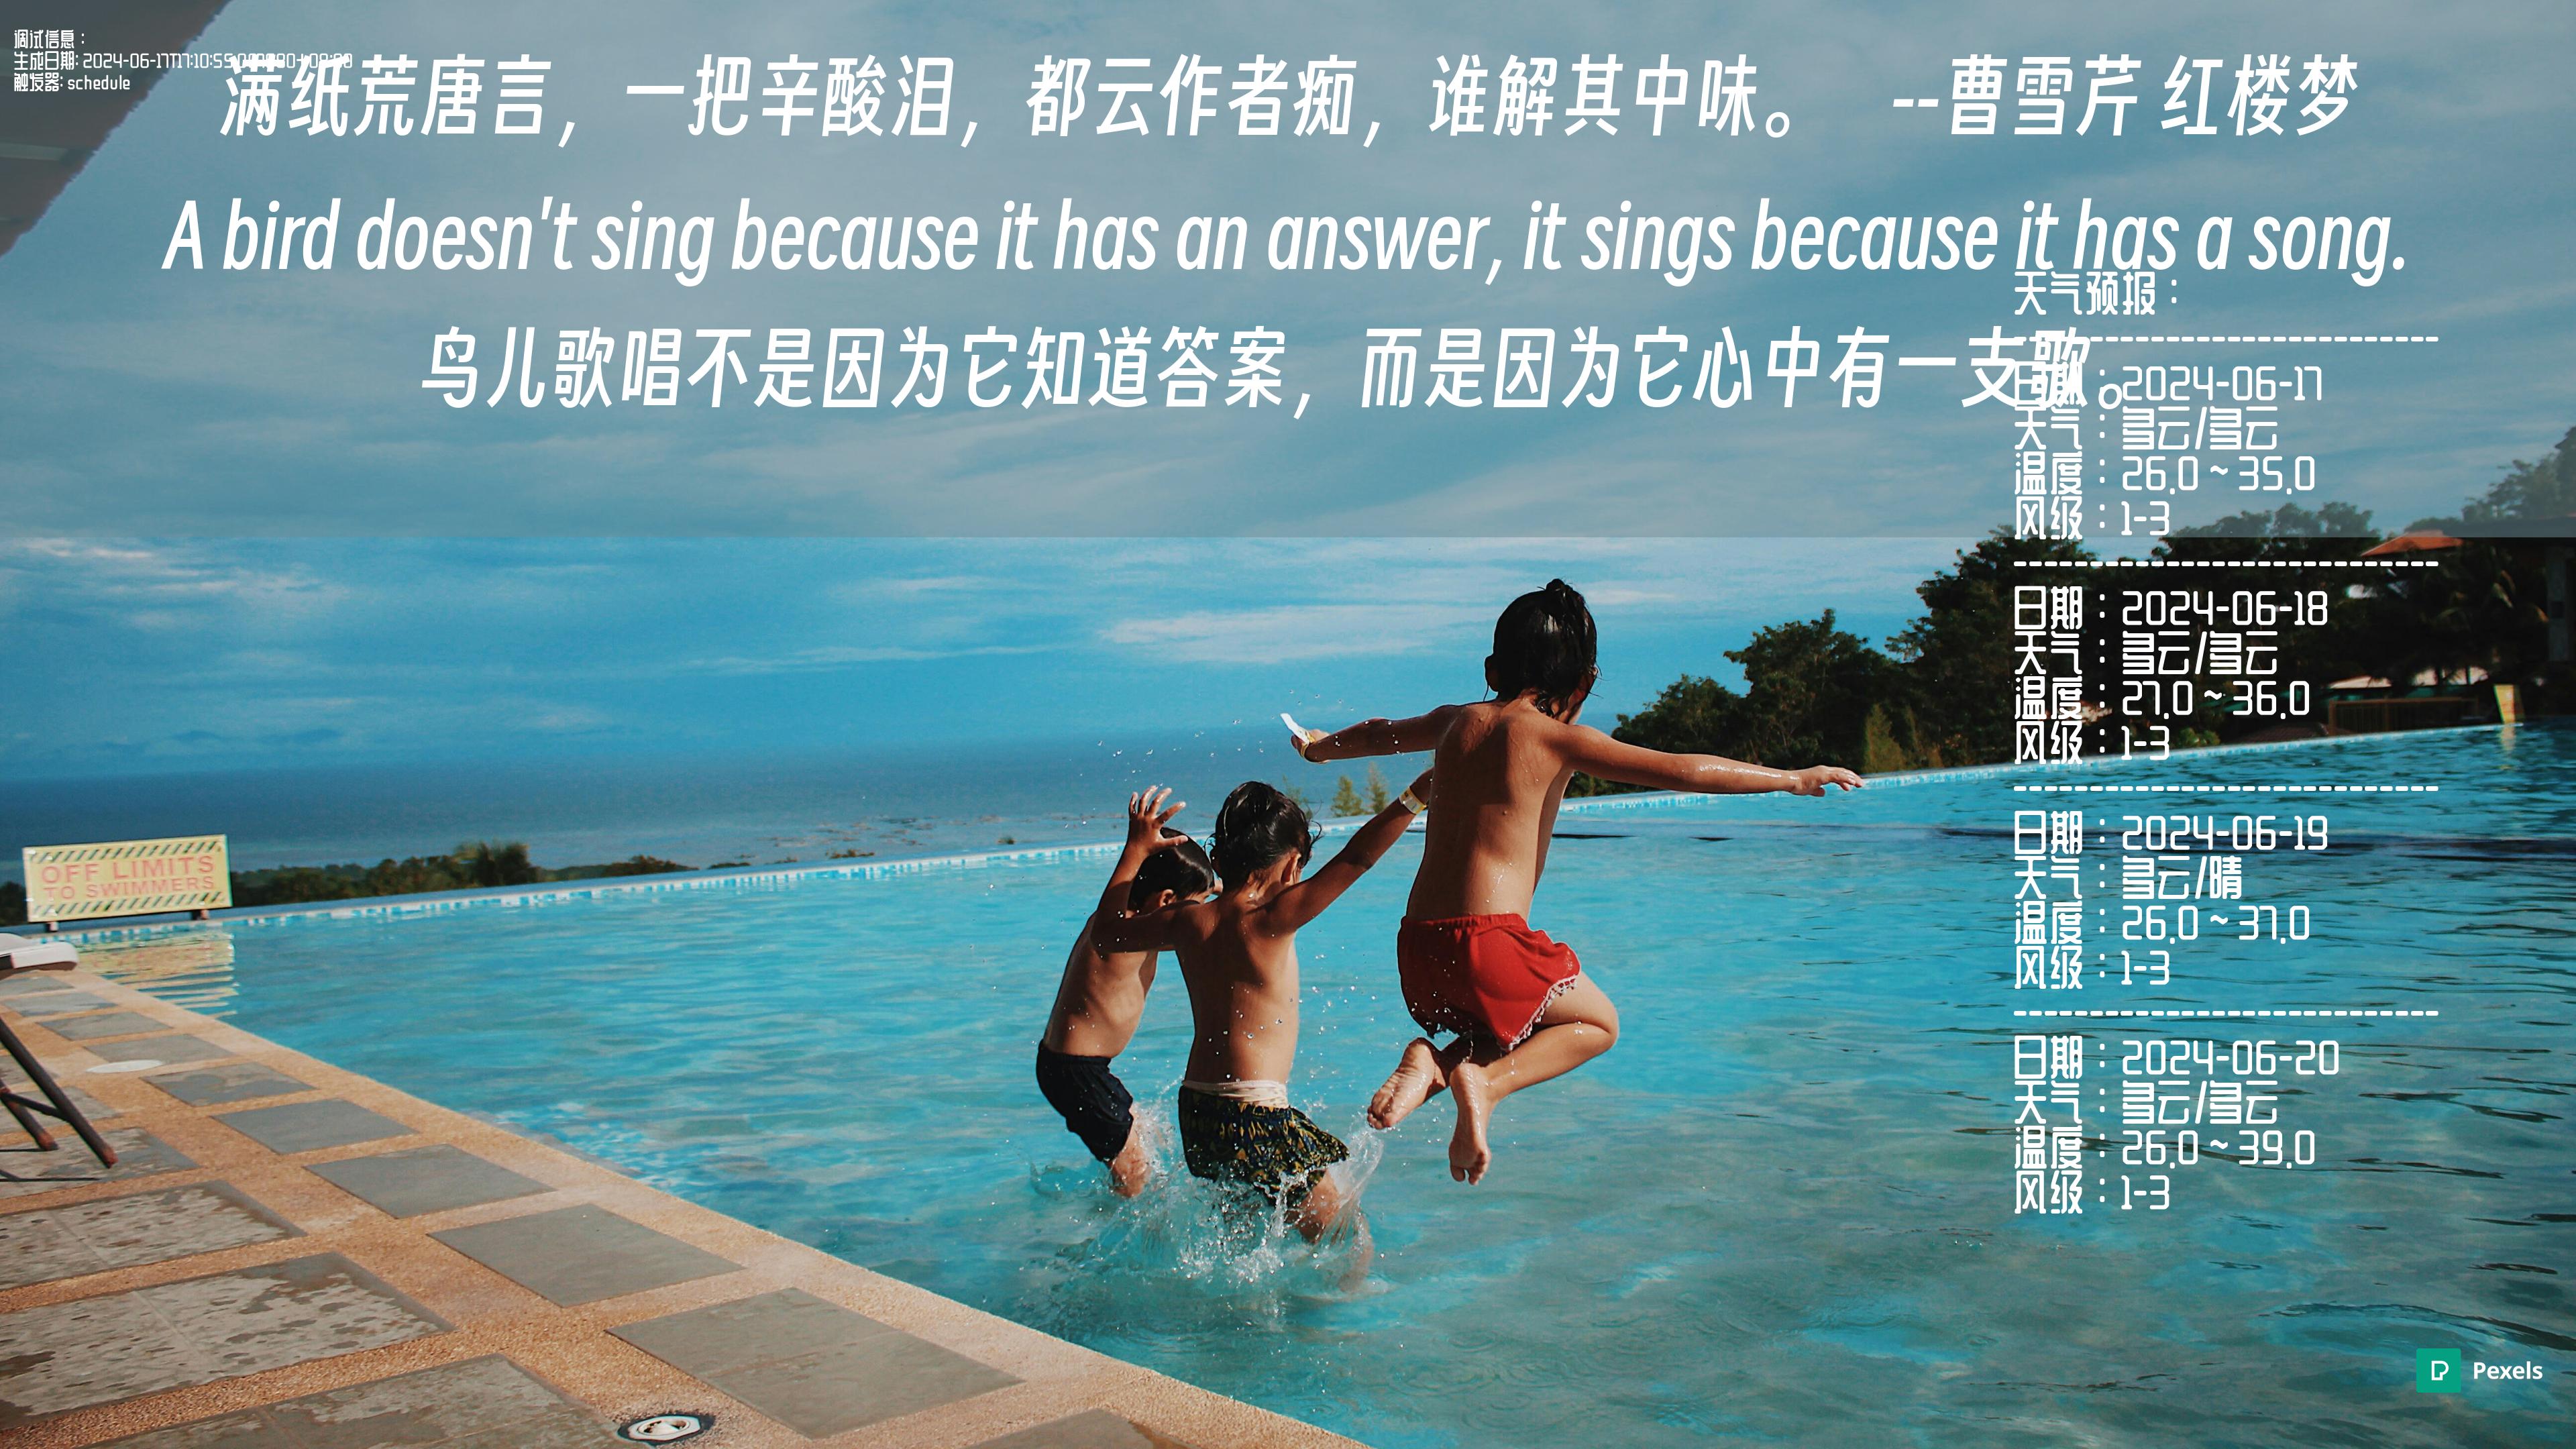 调试信息：
生成日期: 2024-06-17T17:10:55
触发器: schedule
满纸荒唐言， 一把辛酸泪，都云作者痴，谁解其中味。 --曹雪芹 红楼梦
A bird doesn't sing because it has an answer, it sings because it has a song.
鸟儿歌唱不是因为它知道答案，而是因为它心中有一支歌。
天气预报：
---------------------------
日期：2024-06-17
天气：多云/多云
温度：26.0 ~ 35.0
风级：1-3
---------------------------
日期：2024-06-18
天气：多云/多云
温度：27.0 ~ 36.0
风级：1-3
---------------------------
日期：2024-06-19
天气：多云/晴
温度：26.0 ~ 37.0
风级：1-3
---------------------------
日期：2024-06-20
天气：多云/多云
温度：26.0 ~ 39.0
风级：1-3
OFF LIMITS
TO SWIMMERS
Pexels